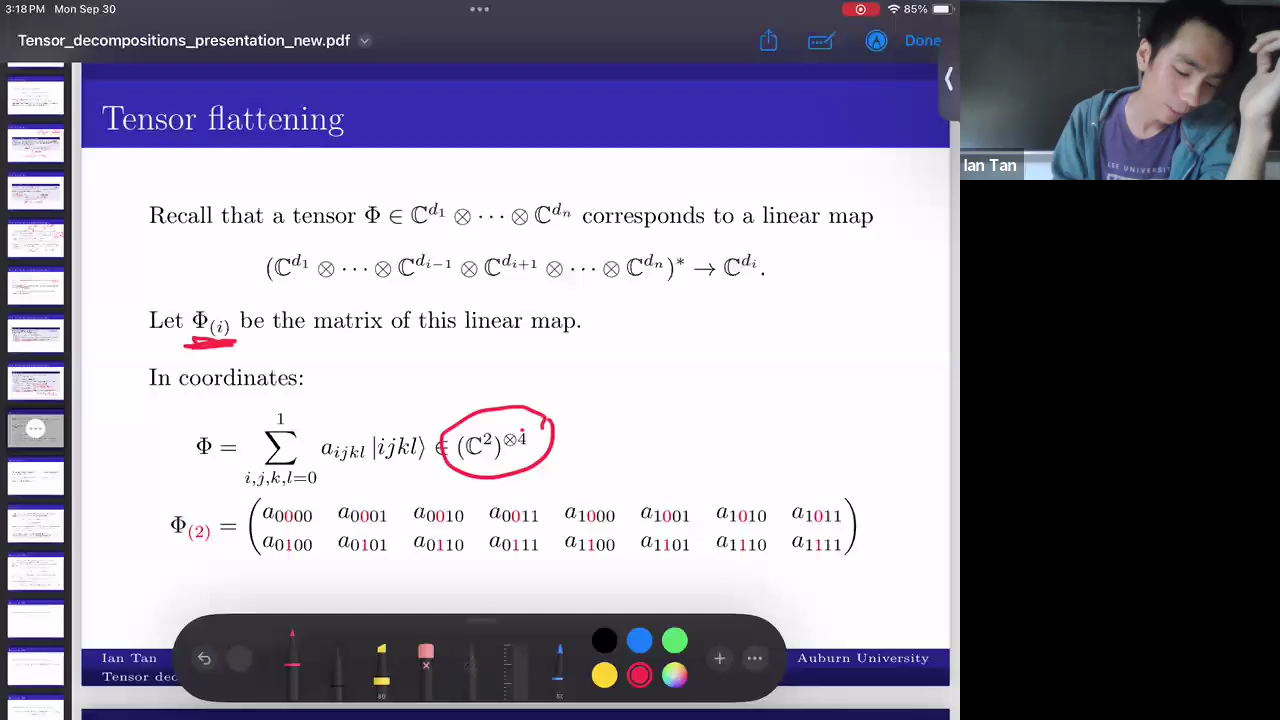 3:18 PM Mon Sep 30
85%
Tensor_decompositions_presentation_new.pdf
Done
Tensor flattening
LEE UNIVERSITY
Ian Tan
Recall that a tensor Φ ∈ ℂ^{d_1} ⊗ ··· ⊗ ℂ^{d_n} corresponds to a linear map
(ℂ^{d_1} ⊗ ··· ⊗ ℂ^{d_{i−1}} ⊗ ℂ^{d_{i+1}} ⊗ ··· ⊗ ℂ^{d_n})^* → ℂ^{d_i}.
Let Φ_{(i)} be the matrix of this linear map.
In coordinates:
Φ = ∑_{i,j,k,l=0}^{1} a_{ijkl} |ijkl⟩ ∈ (ℂ^2)^{⊗4}
Φ_{(2)} = ( a_{0000} a_{0001} a_{0010} a_{0011} a_{1000} a_{1001} a_{1010} a_{1011}
a_{0100} a_{0101} a_{0110} a_{0111} a_{1100} a_{1101} a_{1110} a_{1111} )
Ian Tan
Auburn University
Tensor dec